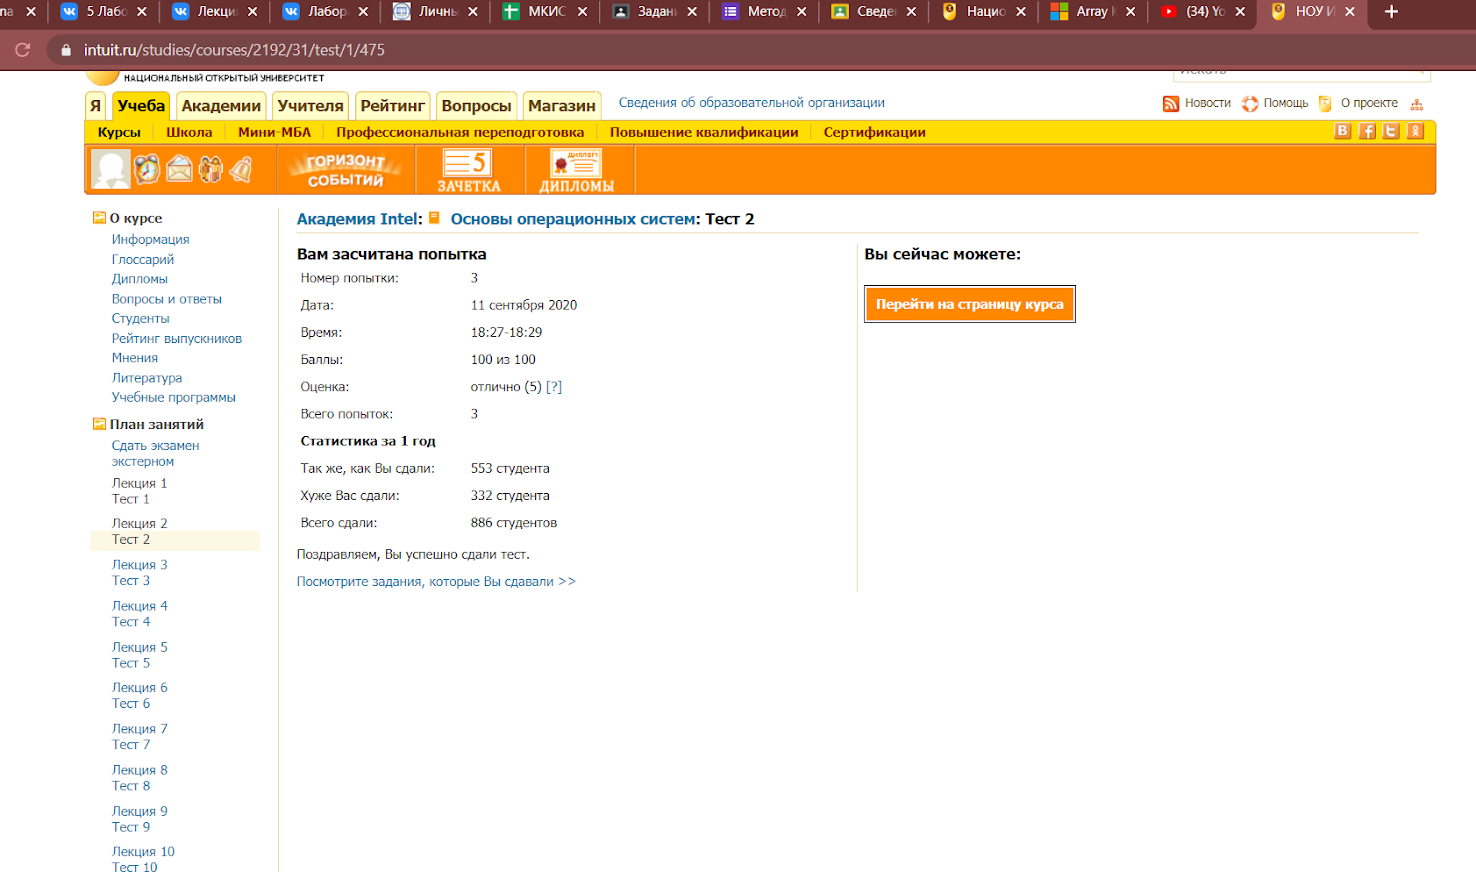 na
5 Лабо
Лекци
Лабор
Личны
МКИС
Задан
Метод
Сведе
Нацио
Array
(34) Yo
НОУ И
intuit.ru/studies/courses/2192/31/test/1/475
НАЦИОНАЛЬНЫЙ ОТКРЫТЫЙ УНИВЕРСИТЕТ
Искать
Я Учеба Академии Учителя Рейтинг Вопросы Магазин Сведения об образовательной организации Новости Помощь О проекте
Курсы Школа Мини-МБА Профессиональная переподготовка Повышение квалификации Сертификации
ГОРИЗОНТ
СОБЫТИЙ
5
ЗАЧЕТКА
ДИПЛОМ
ДИПЛОМЫ
О курсе
Информация
Глоссарий
Дипломы
Вопросы и ответы
Студенты
Рейтинг выпускников
Мнения
Литература
Учебные программы
План занятий
Сдать экзамен
экстерном
Лекция 1
Тест 1
Лекция 2
Тест 2
Лекция 3
Тест 3
Лекция 4
Тест 4
Лекция 5
Тест 5
Лекция 6
Тест 6
Лекция 7
Тест 7
Лекция 8
Тест 8
Лекция 9
Тест 9
Лекция 10
Тест 10
Академия Intel: Основы операционных систем: Тест 2
Вам засчитана попытка
Номер попытки: 3
Дата: 11 сентября 2020
Время: 18:27-18:29
Баллы: 100 из 100
Оценка: отлично (5) [?]
Всего попыток: 3
Статистика за 1 год
Так же, как Вы сдали: 553 студента
Хуже Вас сдали: 332 студента
Всего сдали: 886 студентов
Поздравляем, Вы успешно сдали тест.
Посмотрите задания, которые Вы сдавали >>
Вы сейчас можете:
Перейти на страницу курса